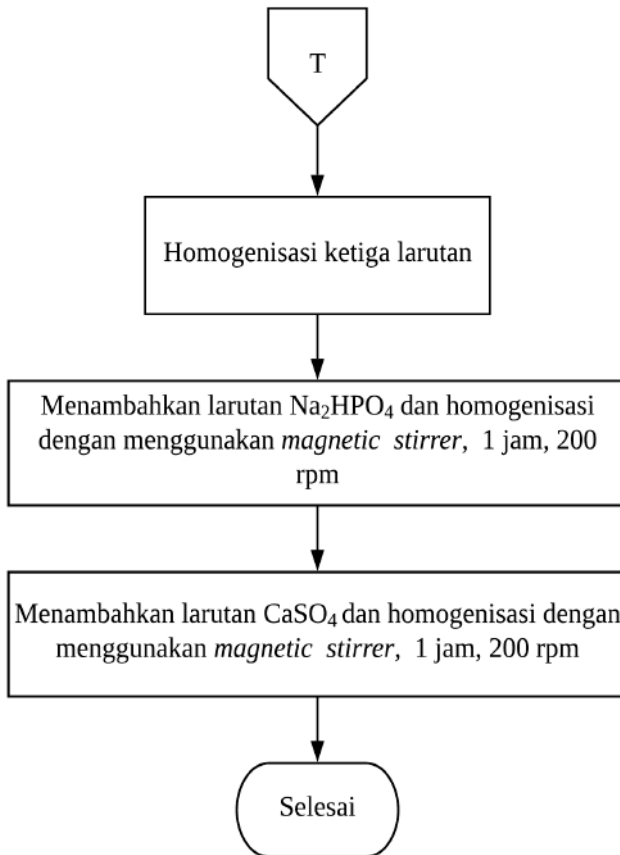 T
Homogenisasi ketiga larutan
Menambahkan larutan Na₂HPO₄ dan homogenisasi
dengan menggunakan magnetic stirrer, 1 jam, 200
rpm
Menambahkan larutan CaSO₄ dan homogenisasi dengan
menggunakan magnetic stirrer, 1 jam, 200 rpm
Selesai